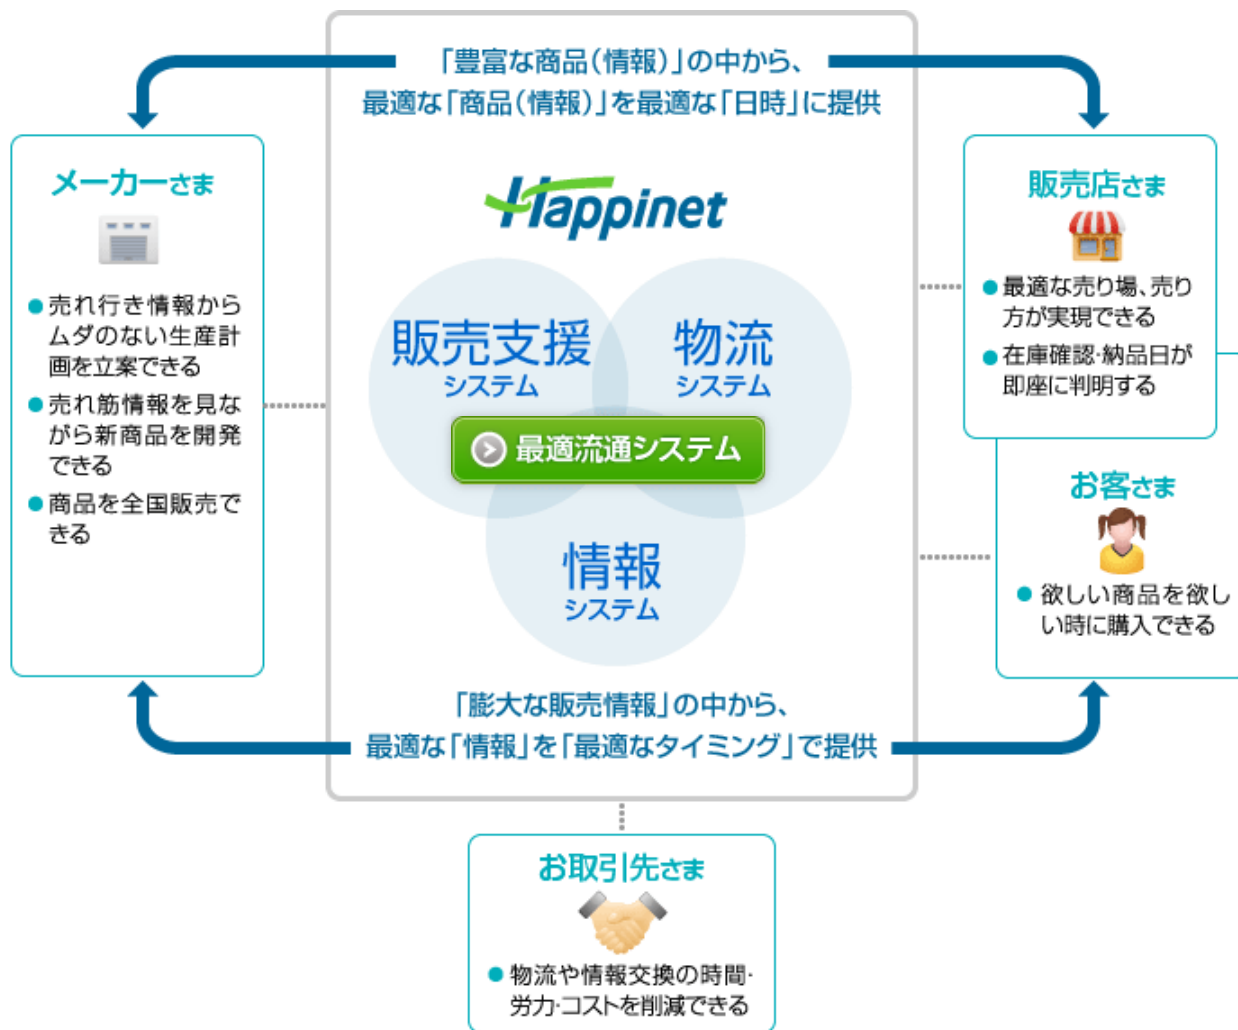 「豊富な商品(情報)」の中から、
最適な「商品(情報)」を最適な「日時」に提供
メーカーさま
売れ行き情報から
ムダのない生産計
画を立案できる
売れ筋情報を見な
がら新商品を開発
できる
商品を全国販売で
きる
Happinet
販売支援
システム
物流
システム
最適流通システム
情報
システム
販売店さま
最適な売り場、売り
方が実現できる
在庫確認・納品日が
即座に判明する
お客さま
欲しい商品を欲し
い時に購入できる
「膨大な販売情報」の中から、
最適な「情報」を「最適なタイミング」で提供
お取引先さま
物流や情報交換の時間・
労力・コストを削減できる